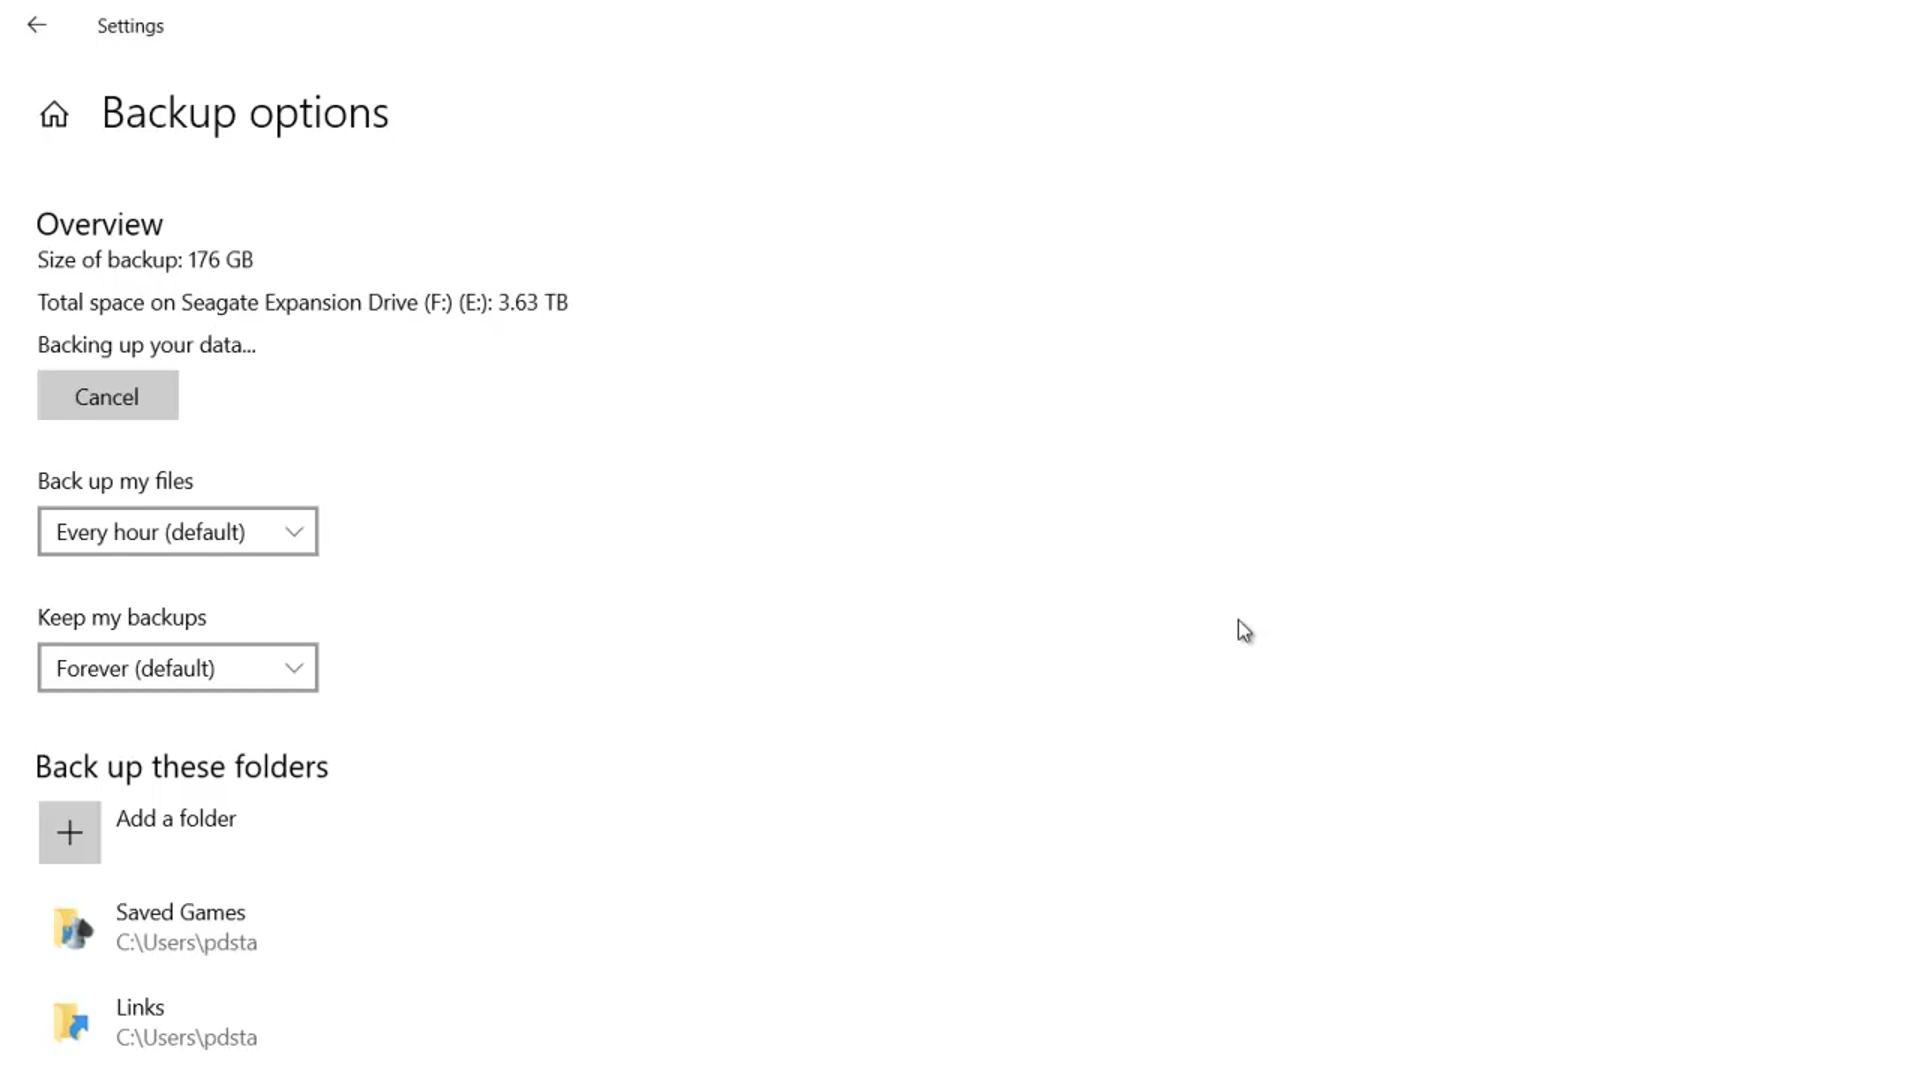 Settings
Backup options
Overview
Size of backup: 176 GB
Total space on Seagate Expansion Drive (F:) (E:): 3.63 TB
Backing up your data...
Cancel
Back up my files
Every hour (default)
Keep my backups
Forever (default)
Back up these folders
Add a folder
Saved Games
C:\Users\pdsta
Links
C:\Users\pdsta